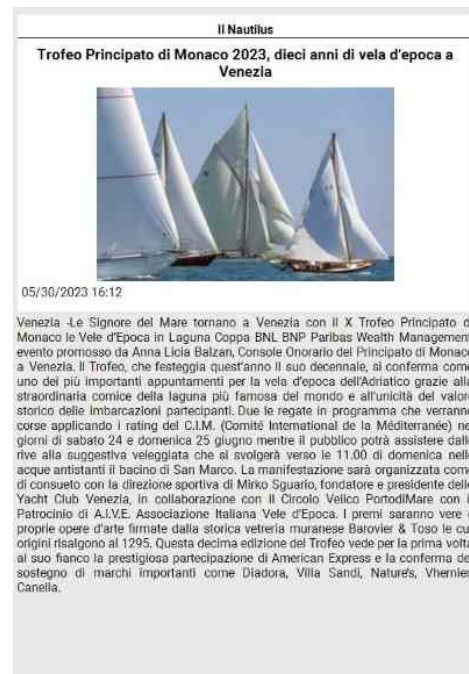 Il Nautilus
Trofeo Principato di Monaco 2023, dieci anni di vela d'epoca a
Venezia
05/30/2023 16:12
Venezia -Le Signore del Mare tornano a Venezia con il X Trofeo Principato d
Monaco le Vele d'Epoca in Laguna Coppa BNL BNP Paribas Wealth Management
evento promosso da Anna Licia Balzan, Console Onorario del Principato di Monaco
a Venezia. Il Trofeo, che festeggia quest'anno il suo decennale, si conferma come
uno dei più importanti appuntamenti per la vela d'epoca dell'Adriatico grazie alla
straordinaria cornice della laguna più famosa del mondo e all'unicità del valore
storico delle imbarcazioni partecipanti. Due le regate in programma che verranno
corse applicando i rating del C.I.M. (Comité International de la Méditerranée) ne
giorni di sabato 24 e domenica 25 giugno mentre il pubblico potrà assistere dalle
rive alla suggestiva veleggiata che si svolgerà verso le 11.00 di domenica nelle
acque antistanti il bacino di San Marco. La manifestazione sarà organizzata come
di consueto con la direzione sportiva di Mirko Sguario, fondatore e presidente dello
Yacht Club Venezia, in collaborazione con Il Circolo Velico PortodiMare con i
Patrocinio di A.I.V.E. Associazione Italiana Vele d'Epoca. I premi saranno vere e
proprie opere d'arte firmate dalla storica vetreria muranese Barovier & Toso le cu
origini risalgono al 1295. Questa decima edizione del Trofeo vede per la prima volta
al suo fianco la prestigiosa partecipazione di American Express e la conferma de
sostegno di marchi importanti come Diadora, Villa Sandi, Nature's, Vhernier
Canella.